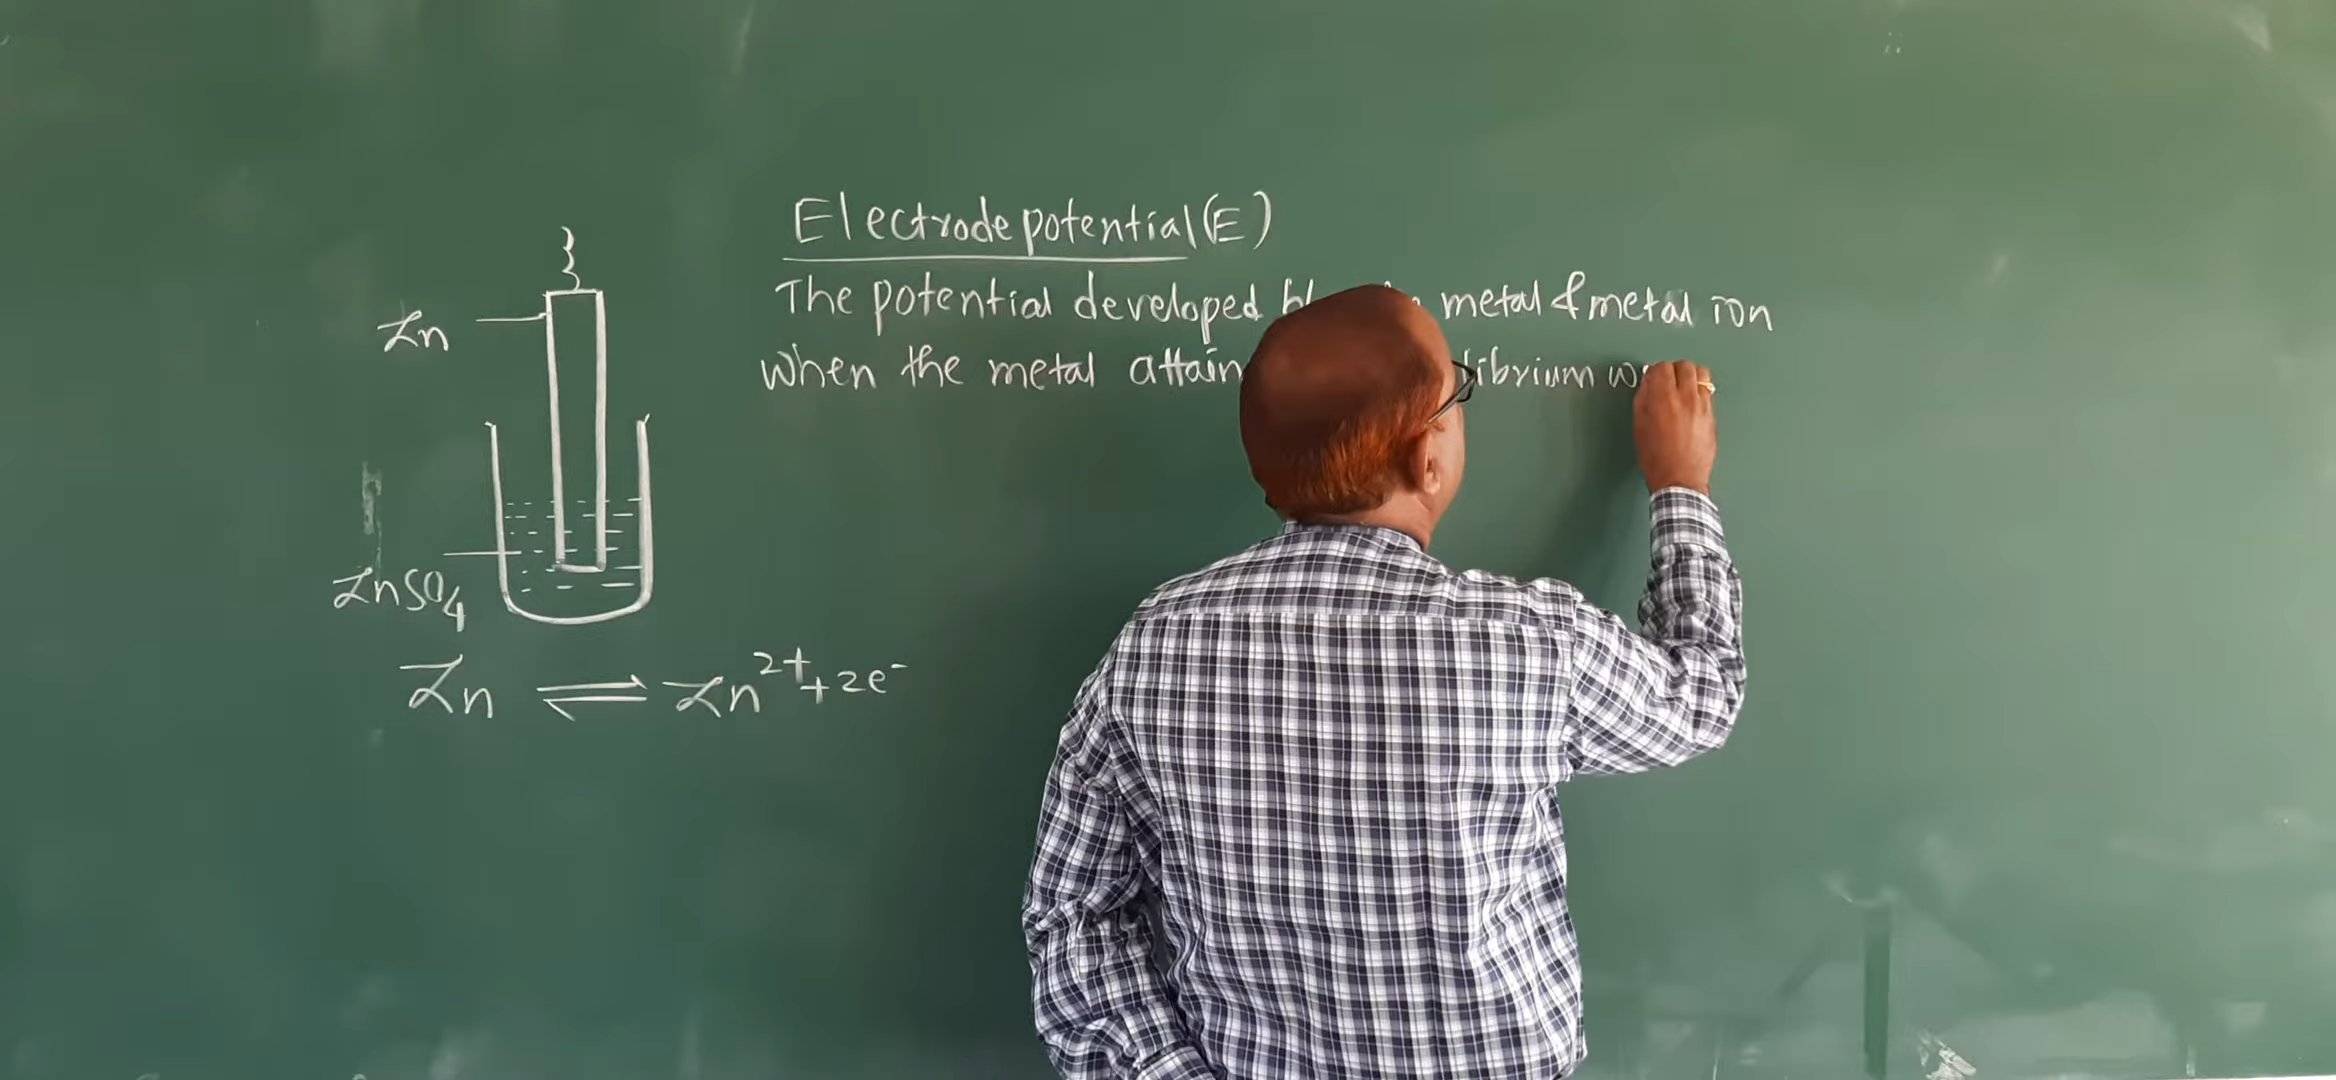 Electrode potential (E)
The potential developed metal & metal ion
when the metal attain librium
Zn
ZnSO4
Zn ⇌ Zn²⁺ + 2e⁻